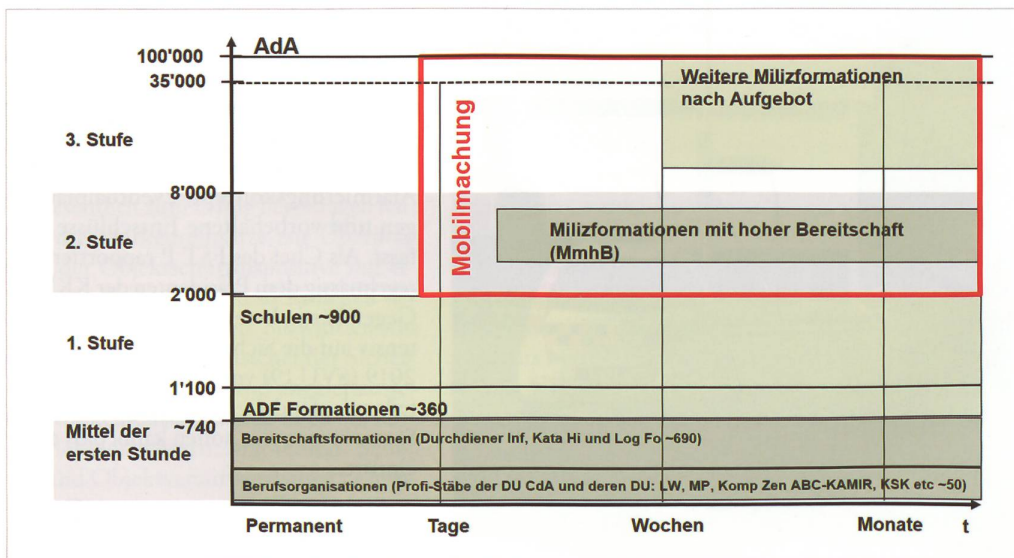 AdA
100'000
35'000
Weitere Milizformationen
nach Aufgebot
Mobilmachung
3. Stufe
8'000
2. Stufe
Milizformationen mit hoher Bereitschaft
(MmhB)
2'000
Schulen ~900
1. Stufe
1'100
ADF Formationen ~360
~740
Mittel der
ersten Stunde
Bereitschaftsformationen (Durchdiener Inf, Kata Hi und Log Fo ~690)
Berufsorganisationen (Profi-Stäbe der DU CdA und deren DU: LW, MP, Komp Zen ABC-KAMIR, KSK etc ~50)
Permanent
Tage
Wochen
Monate
t